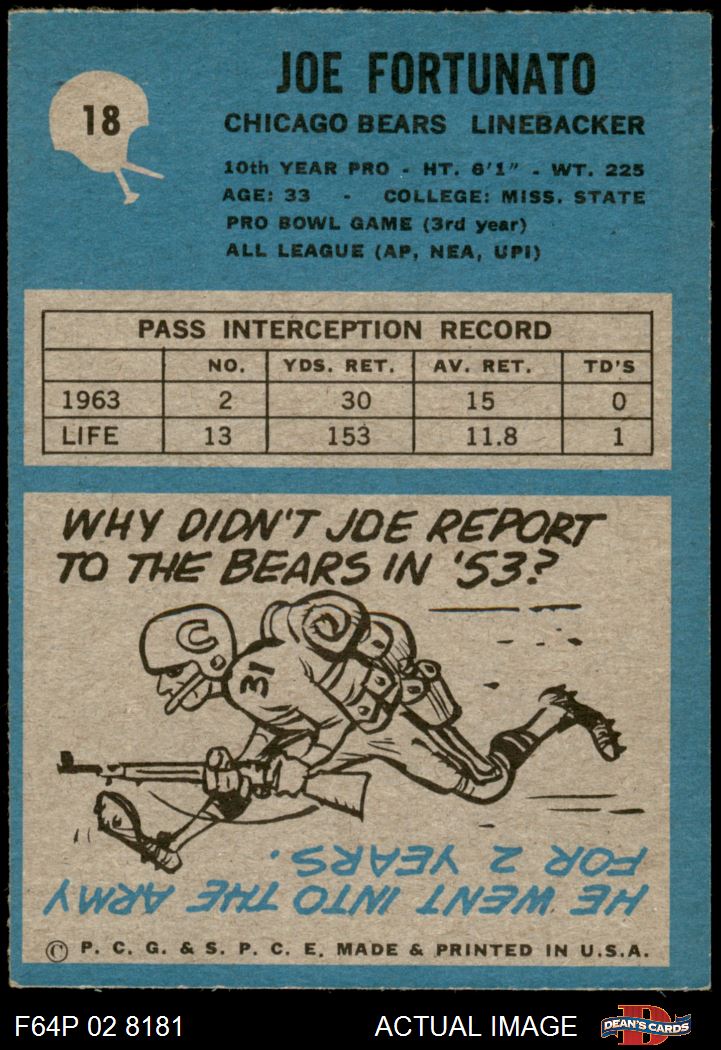 18
JOE FORTUNATO
CHICAGO BEARS LINEBACKER
10th YEAR PRO - HT. 6'1" - WT. 225
AGE: 33 - COLLEGE: MISS. STATE
PRO BOWL GAME (3rd year)
ALL LEAGUE (AP, NEA, UPI)
PASS INTERCEPTION RECORD
NO. YDS. RET. AV. RET. TD'S
1963 2 30 15 0
LIFE 13 153 11.8 1
WHY DIDN'T JOE REPORT
TO THE BEARS IN '53?
C
31
HE WENT INTO THE ARMY
FOR 2 YEARS.
© P. C. G. & S. P. C. E. MADE & PRINTED IN U.S.A.
F64P 02 8181 ACTUAL IMAGE
D
DEAN'S CARDS